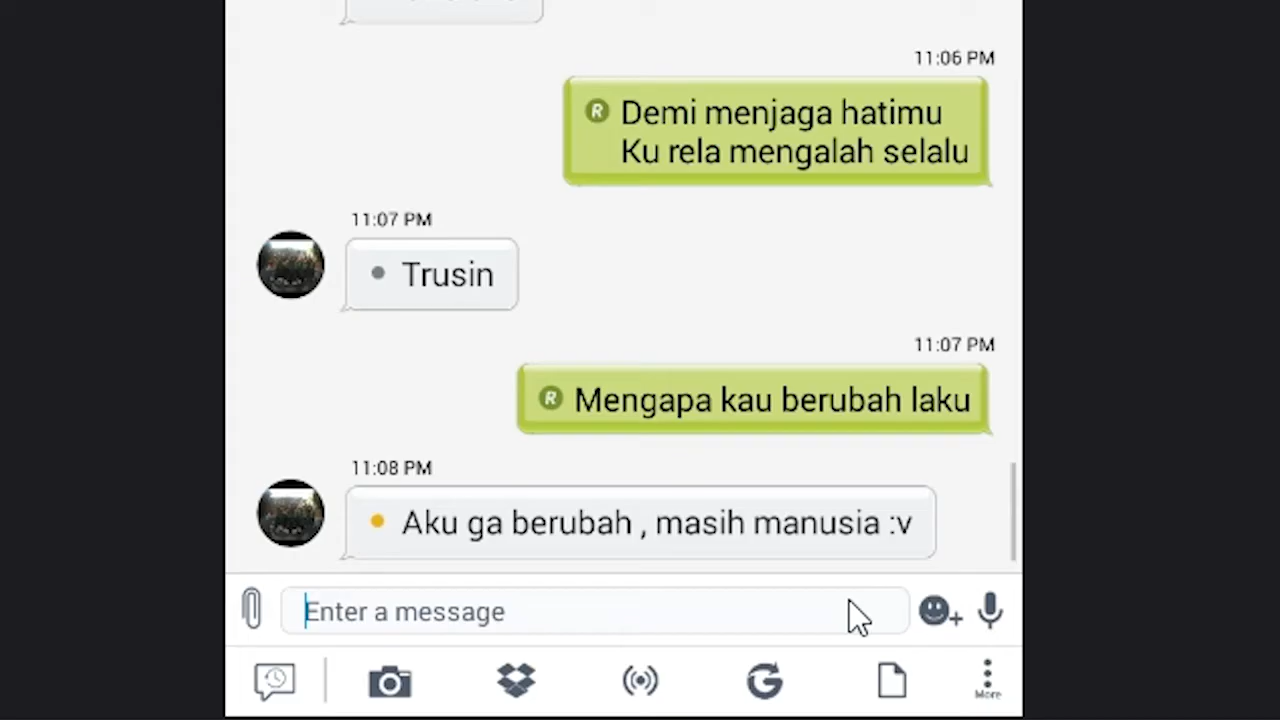 11:06 PM
R Demi menjaga hatimu
Ku rela mengalah selalu
11:07 PM
Trusin
11:07 PM
R Mengapa kau berubah laku
11:08 PM
Aku ga berubah , masih manusia :v
Enter a message
More